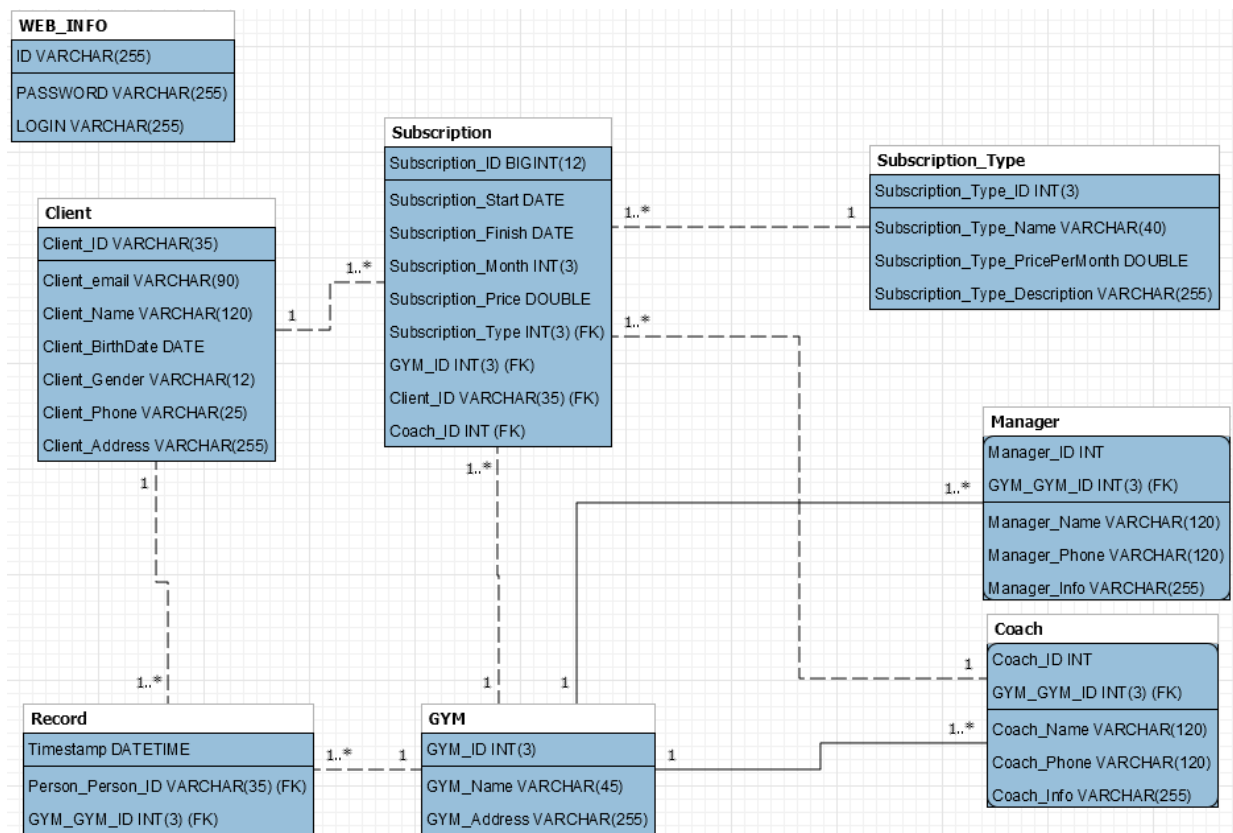 WEB_INFO
ID VARCHAR(255)
PASSWORD VARCHAR(255)
LOGIN VARCHAR(255)
Client
Client_ID VARCHAR(35)
Client_email VARCHAR(90)
Client_Name VARCHAR(120)
Client_BirthDate DATE
Client_Gender VARCHAR(12)
Client_Phone VARCHAR(25)
Client_Address VARCHAR(255)
1
1..*
Subscription
Subscription_ID BIGINT(12)
Subscription_Start DATE
Subscription_Finish DATE
Subscription_Month INT(3)
Subscription_Price DOUBLE
Subscription_Type INT(3) (FK)
GYM_ID INT(3) (FK)
Client_ID VARCHAR(35) (FK)
Coach_ID INT (FK)
1..*
1
1..*
Subscription_Type
Subscription_Type_ID INT(3)
Subscription_Type_Name VARCHAR(40)
Subscription_Type_PricePerMonth DOUBLE
Subscription_Type_Description VARCHAR(255)
Manager
Manager_ID INT
GYM_GYM_ID INT(3) (FK)
Manager_Name VARCHAR(120)
Manager_Phone VARCHAR(120)
Manager_Info VARCHAR(255)
1
1..*
1..*
Coach
Coach_ID INT
GYM_GYM_ID INT(3) (FK)
Coach_Name VARCHAR(120)
Coach_Phone VARCHAR(120)
Coach_Info VARCHAR(255)
1..*
1
1
1
1..*
Record
Timestamp DATETIME
Person_Person_ID VARCHAR(35) (FK)
GYM_GYM_ID INT(3) (FK)
1..*
1
GYM
GYM_ID INT(3)
GYM_Name VARCHAR(45)
GYM_Address VARCHAR(255)
1